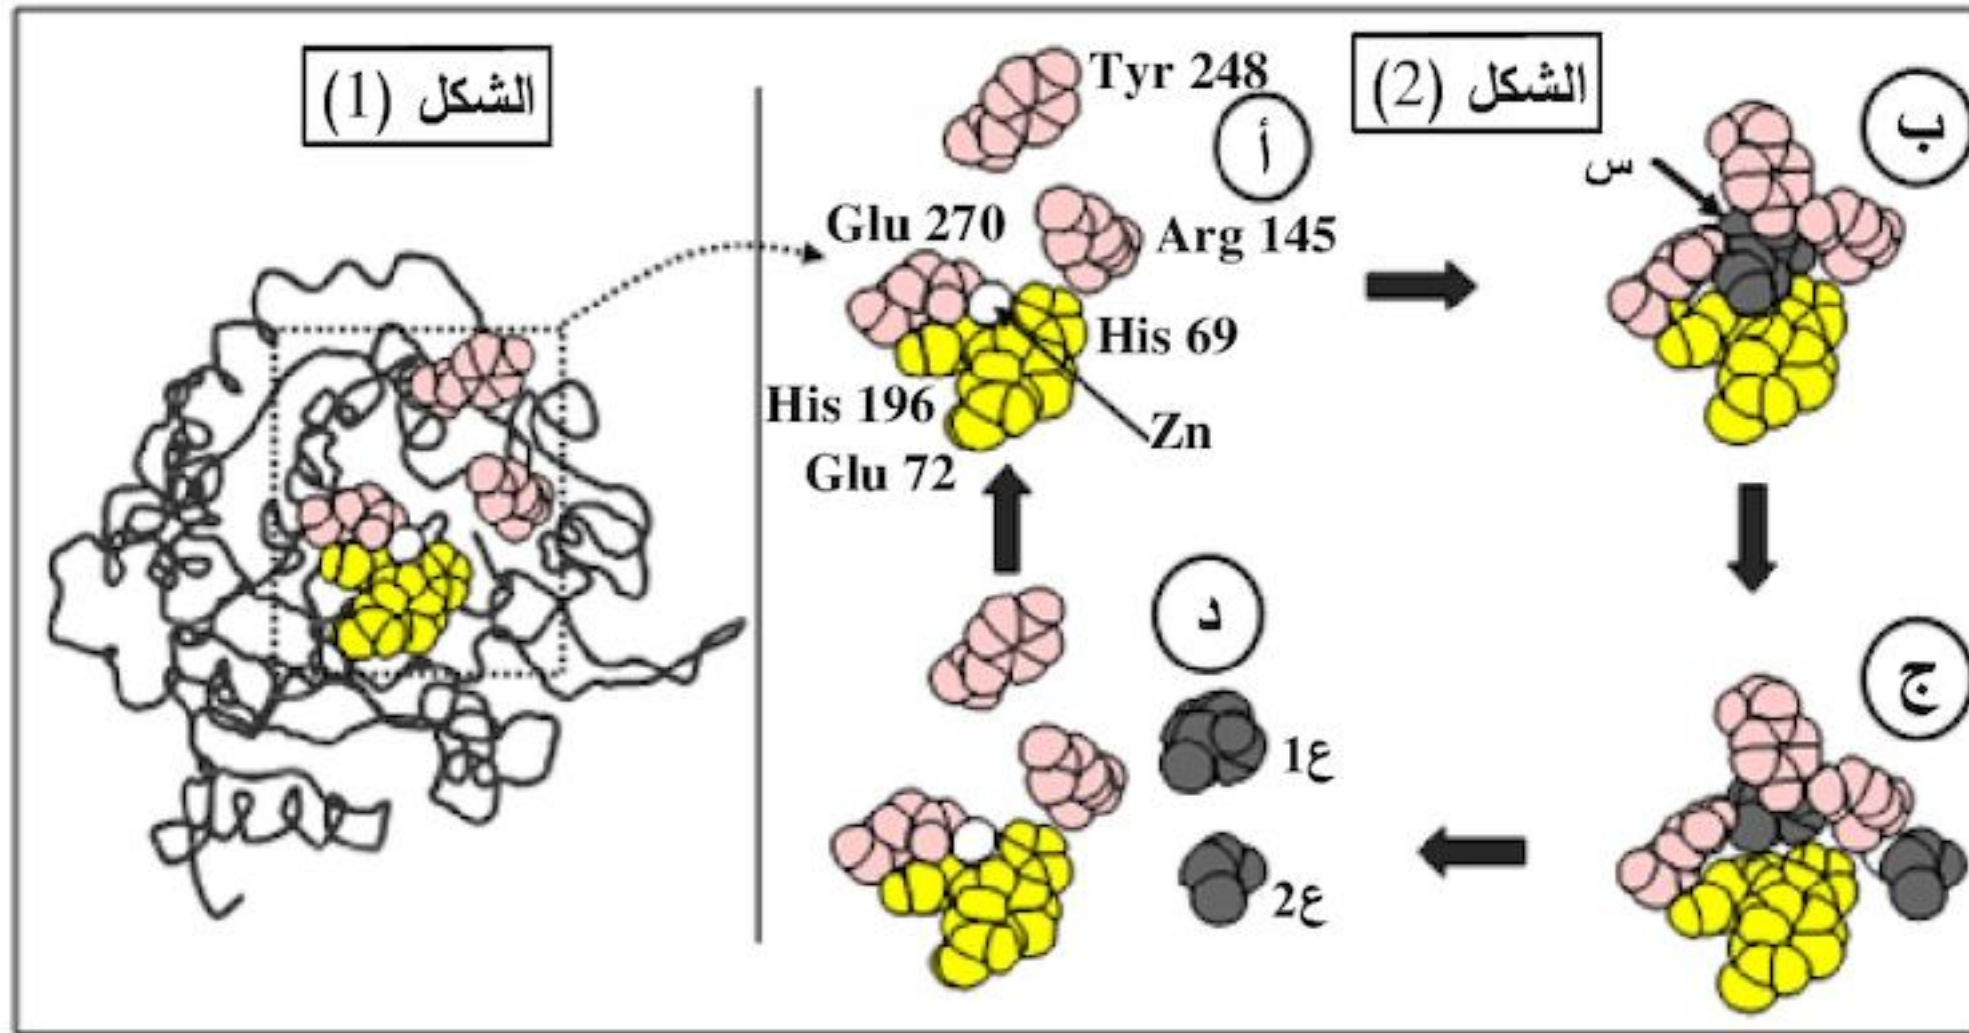 الشكل (1)
الشكل (2)
Tyr 248
أ
Glu 270
Arg 145
His 69
His 196
Zn
Glu 72
س
ب
ج
د
ع1
ع2